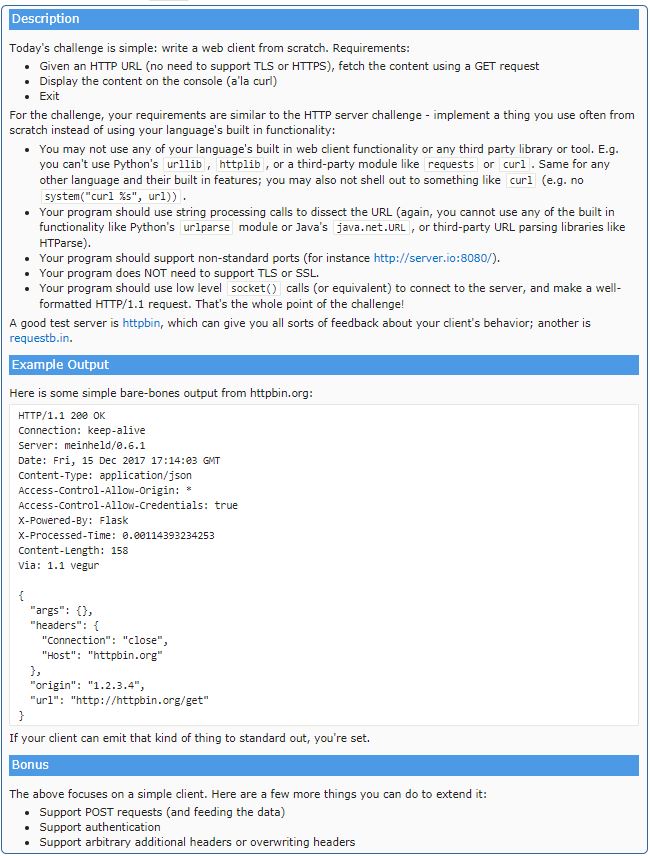 Description
Today's challenge is simple: write a web client from scratch. Requirements:
• Given an HTTP URL (no need to support TLS or HTTPS), fetch the content using a GET request
• Display the content on the console (a'la curl)
• Exit
For the challenge, your requirements are similar to the HTTP server challenge - implement a thing you use often from
scratch instead of using your language's built in functionality:
• You may not use any of your language's built in web client functionality or any third party library or tool. E.g.
you can't use Python's urllib, httplib, or a third-party module like requests or curl. Same for any
other language and their built in features; you may also not shell out to something like curl (e.g. no
system("curl %s", url)).
• Your program should use string processing calls to dissect the URL (again, you cannot use any of the built in
functionality like Python's urlparse module or Java's java.net.URL, or third-party URL parsing libraries like
HTParse).
• Your program should support non-standard ports (for instance http://server.io:8080/).
• Your program does NOT need to support TLS or SSL.
• Your program should use low level socket() calls (or equivalent) to connect to the server, and make a well-
formatted HTTP/1.1 request. That's the whole point of the challenge!
A good test server is httpbin, which can give you all sorts of feedback about your client's behavior; another is
requestb.in.
Example Output
Here is some simple bare-bones output from httpbin.org:
HTTP/1.1 200 OK
Connection: keep-alive
Server: meinheld/0.6.1
Date: Fri, 15 Dec 2017 17:14:03 GMT
Content-Type: application/json
Access-Control-Allow-Origin: *
Access-Control-Allow-Credentials: true
X-Powered-By: Flask
X-Processed-Time: 0.00114393234253
Content-Length: 158
Via: 1.1 vegur
{
"args": {},
"headers": {
"Connection": "close",
"Host": "httpbin.org"
},
"origin": "1.2.3.4",
"url": "http://httpbin.org/get"
}
If your client can emit that kind of thing to standard out, you're set.
Bonus
The above focuses on a simple client. Here are a few more things you can do to extend it:
• Support POST requests (and feeding the data)
• Support authentication
• Support arbitrary additional headers or overwriting headers